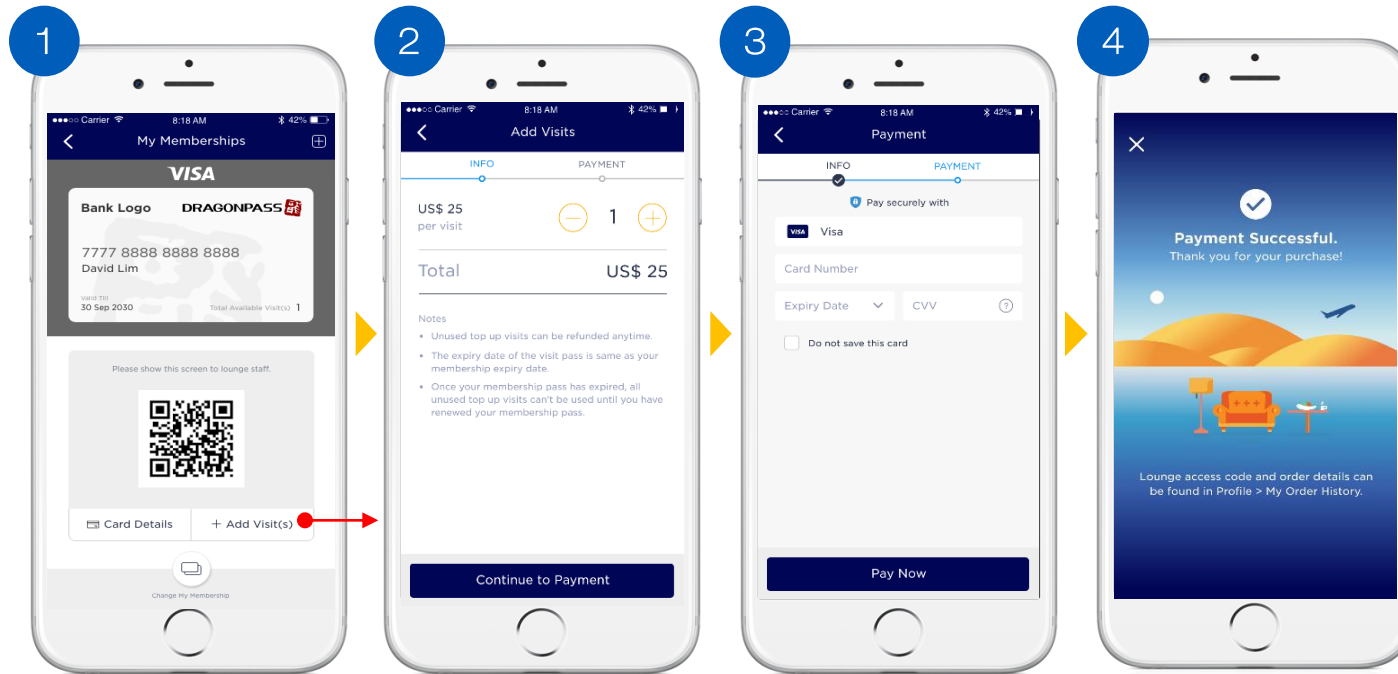 1
Carrier 8:18 AM 42%
My Memberships
VISA
Bank Logo DRAGONPASS
7777 8888 8888 8888
David Lim
Valid Till
30 Sep 2030 Total Available Visit(s) 1
Please show this screen to lounge staff.
Card Details + Add Visit(s)
Change My Membership
2
Carrier 8:18 AM 42%
Add Visits
INFO PAYMENT
US$ 25
per visit
1
Total US$ 25
Notes
• Unused top up visits can be refunded anytime.
• The expiry date of the visit pass is same as your
membership expiry date.
• Once your membership pass has expired, all
unused top up visits can't be used until you have
renewed your membership pass.
Continue to Payment
3
Carrier 8:18 AM 42%
Payment
INFO PAYMENT
Pay securely with
VISA Visa
Card Number
Expiry Date CVV ?
Do not save this card
Pay Now
4
Payment Successful.
Thank you for your purchase!
Lounge access code and order details can
be found in Profile > My Order History.